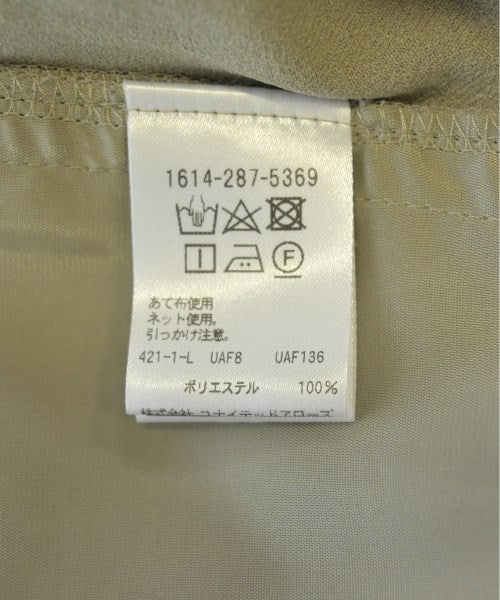 1614-287-5369
あて布使用
ネット使用。
引っかけ注意。
421-1-L UAF8 UAF136
ポリエステル 100%
株式会社 ユナイテッドアローズ